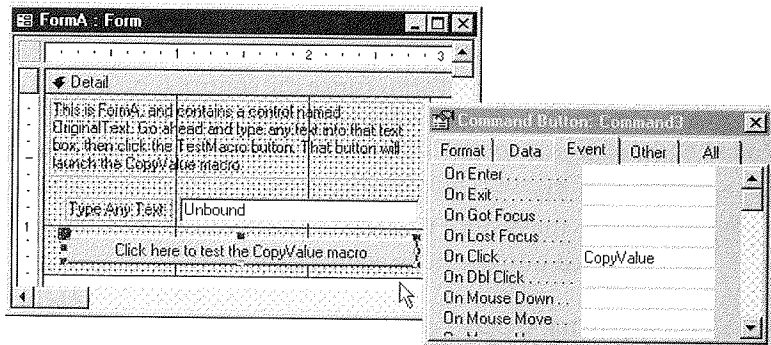 FormA : Form
1 2 3
Detail
This is FormA, and contains a control named
OriginalText. Go ahead and type any text into that text
box, then click the TestMacro button. That button will
launch the CopyValue macro.
Type Any Text: Unbound
1
Click here to test the CopyValue macro
Command Button: Command3
Format Data Event Other All
On Enter . . . . . . . . . .
On Exit . . . . . . . . . . .
On Got Focus . . . . .
On Lost Focus . . . . .
On Click . . . . . . . . . . CopyValue
On Dbl Click . . . . . . .
On Mouse Down . . .
On Mouse Move . . .